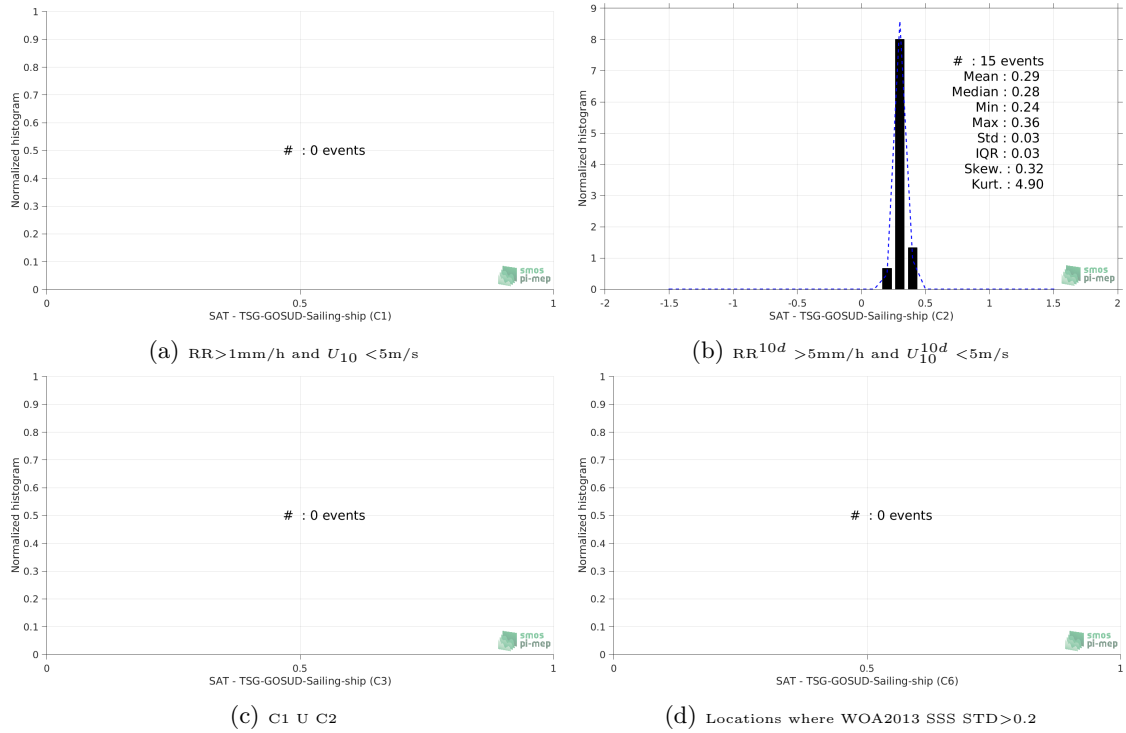 1
0.9
0.8
0.7
0.6
0.5
0.4
0.3
0.2
0.1
0
Normalized histogram
# : 0 events
smos
pi-mep
0 0.5 1
SAT - TSG-GOSUD-Sailing-ship (C1)
(a) RR>1mm/h and U10 <5m/s
9
8
7
6
5
4
3
2
1
0
Normalized histogram
# : 15 events
Mean : 0.29
Median : 0.28
Min : 0.24
Max : 0.36
Std : 0.03
IQR : 0.03
Skew. : 0.32
Kurt. : 4.90
smos
pi-mep
-2 -1.5 -1 -0.5 0 0.5 1 1.5 2
SAT - TSG-GOSUD-Sailing-ship (C2)
(b) RR^10d >5mm/h and U10^10d <5m/s
1
0.9
0.8
0.7
0.6
0.5
0.4
0.3
0.2
0.1
0
Normalized histogram
# : 0 events
smos
pi-mep
0 0.5 1
SAT - TSG-GOSUD-Sailing-ship (C3)
(c) C1 U C2
1
0.9
0.8
0.7
0.6
0.5
0.4
0.3
0.2
0.1
0
Normalized histogram
# : 0 events
smos
pi-mep
0 0.5 1
SAT - TSG-GOSUD-Sailing-ship (C6)
(d) Locations where WOA2013 SSS STD>0.2